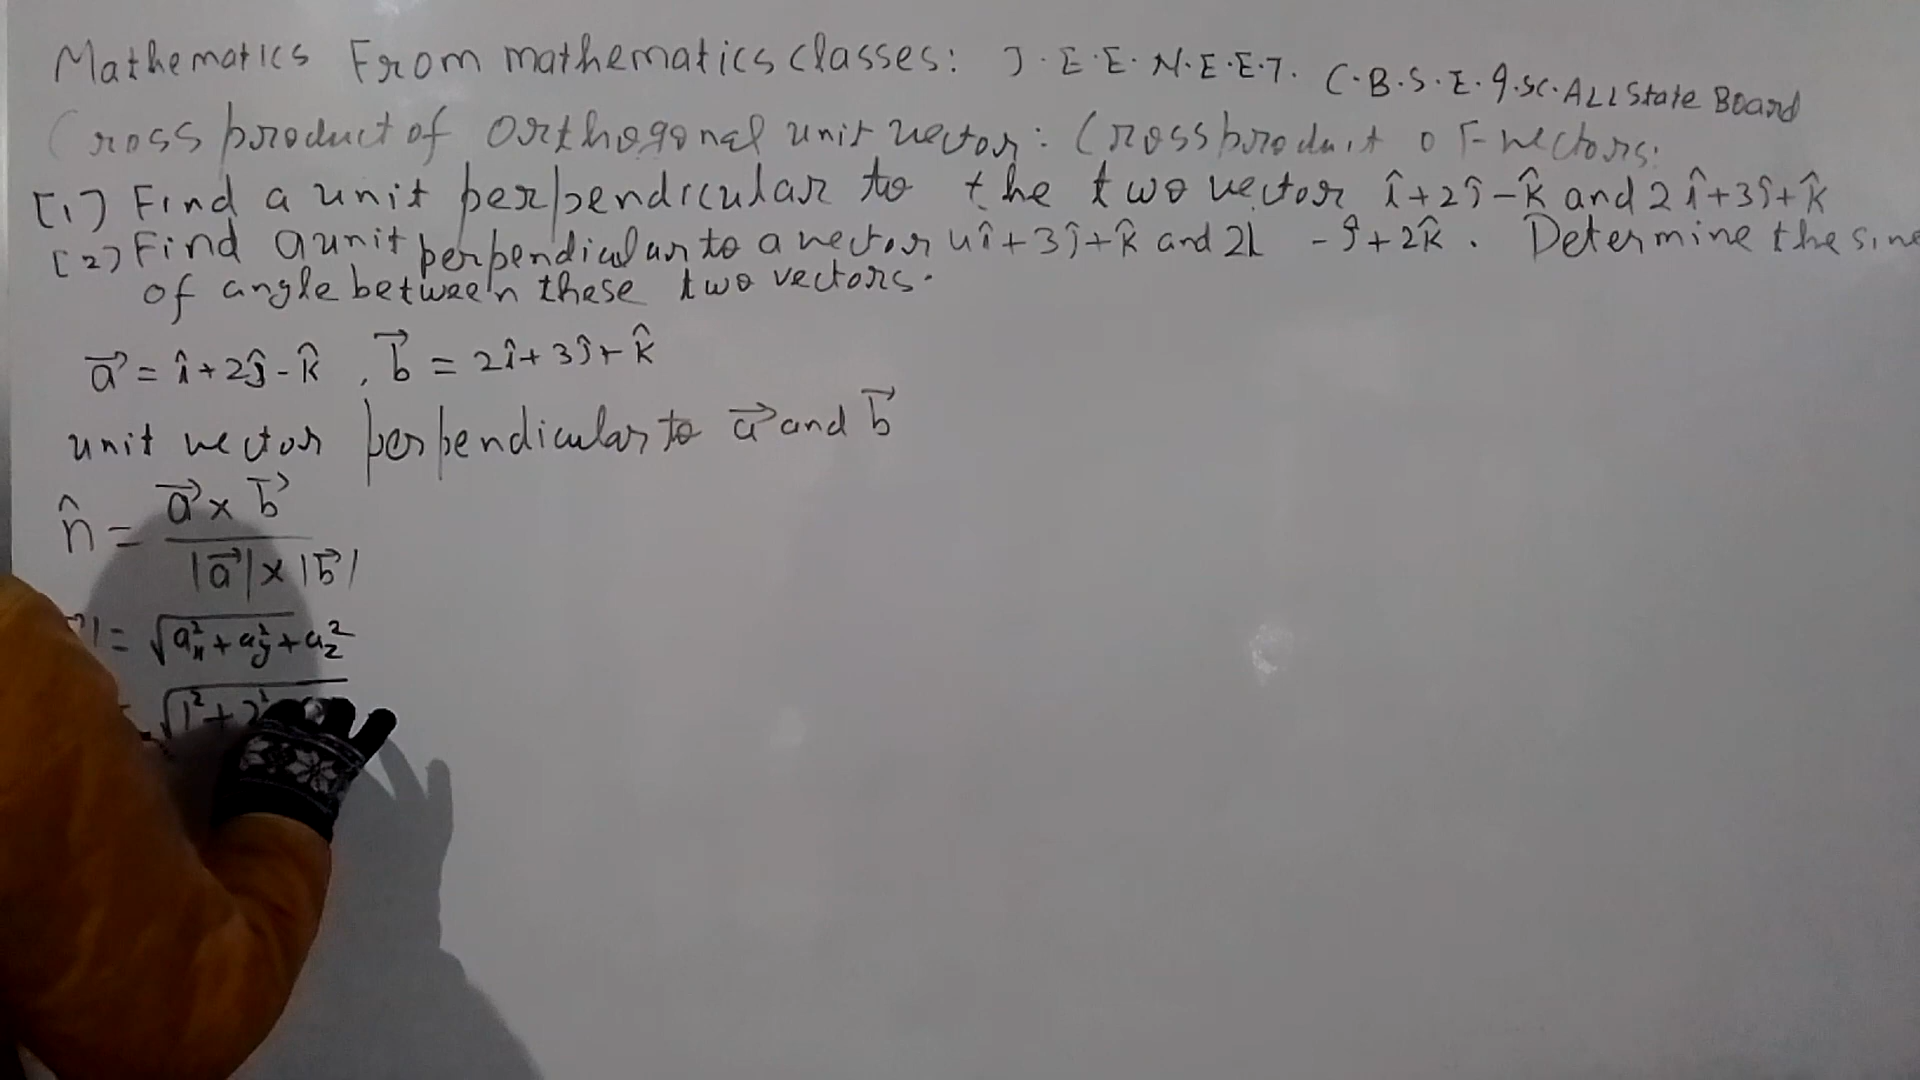 Mathematics From mathematics classes: J.E.E. N.E.E.T. C.B.S.E. 9.sc. ALL State Board
Cross product of orthogonal unit vector: Cross product of vectors:
[1] Find a unit perpendicular to the two vector î+2ĵ-k̂ and 2î+3ĵ+k̂
[2] Find a unit perpendicular to a vector 4î+3ĵ+k̂ and 2î -ĵ+2k̂. Determine the sine
of angle between these two vectors.
a⃗ = î+2ĵ-k̂, b⃗ = 2î+3ĵ+k̂
unit vector perpendicular to a⃗ and b⃗
n̂ = a⃗ × b⃗
|a⃗| × |b⃗|
| = √aₓ²+a_y²+a_z²
= √1²+2²